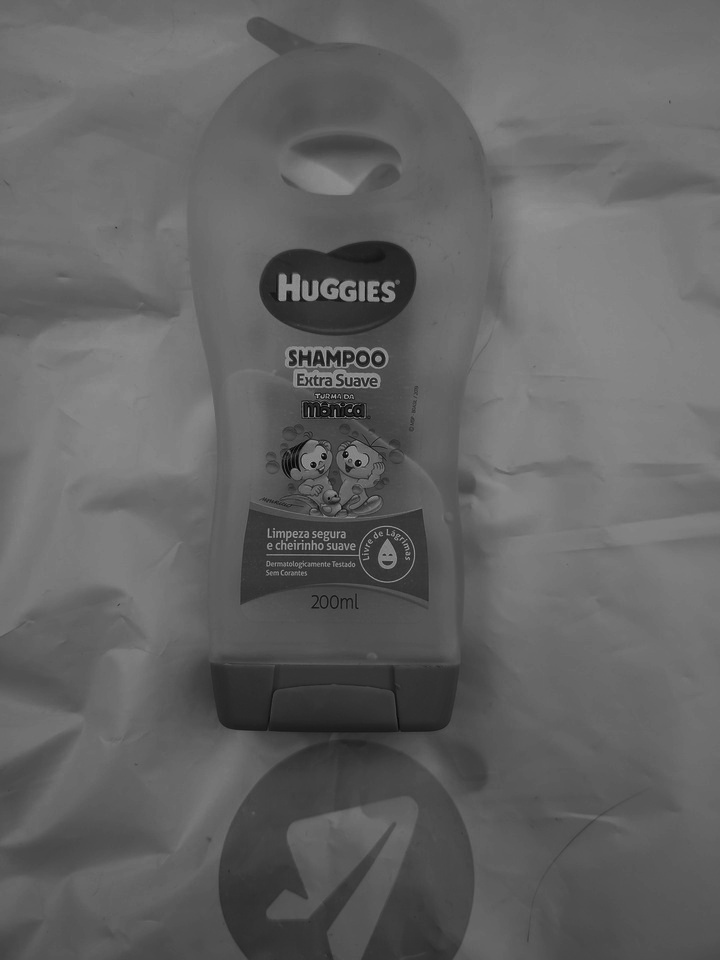 HUGGIES®
SHAMPOO
Extra Suave
TURMA DA
Mônica
Limpeza segura
e cheirinho suave
Dermatologicamente Testado
Sem Corantes
Livre de Lágrimas
200ml